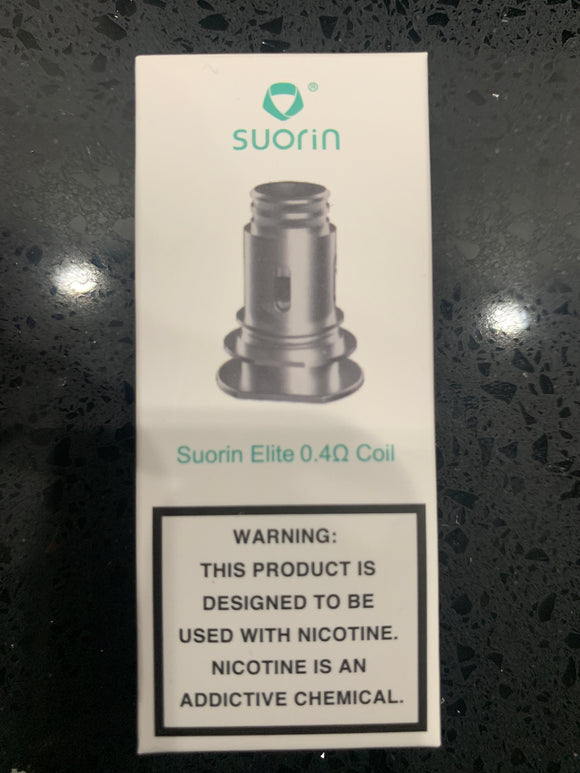 ®
suorin
Suorin Elite 0.4Ω Coil
WARNING:
THIS PRODUCT IS
DESIGNED TO BE
USED WITH NICOTINE.
NICOTINE IS AN
ADDICTIVE CHEMICAL.